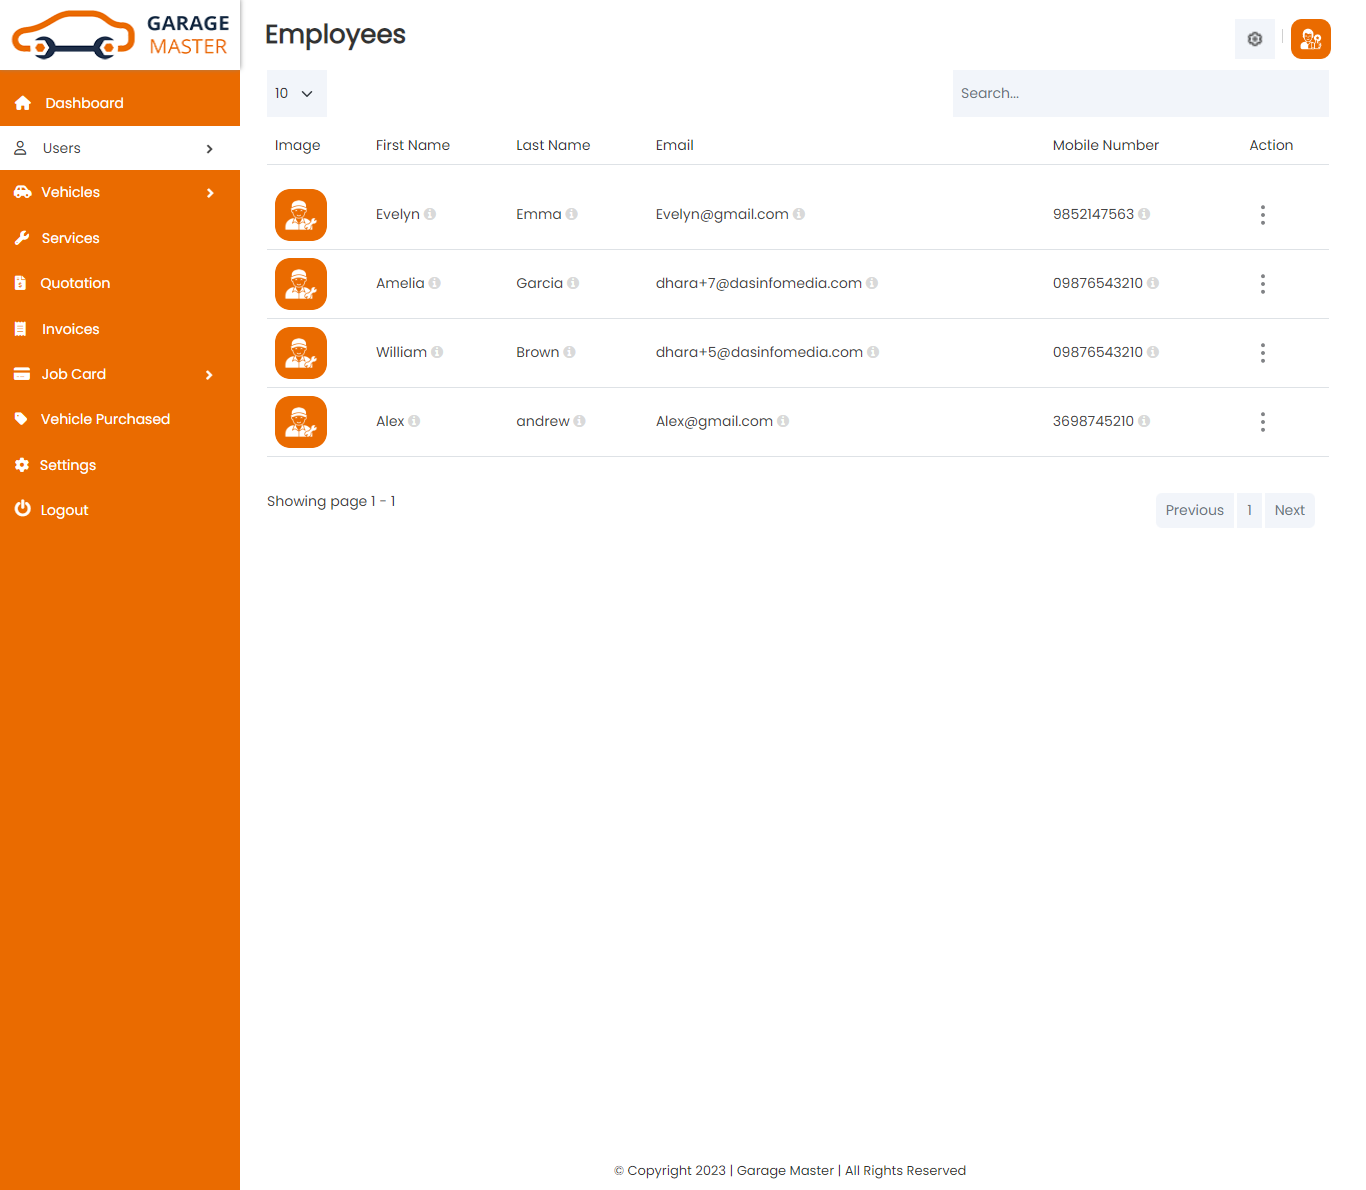 GARAGE
MASTER
Employees
Dashboard
Users
Vehicles
Services
Quotation
Invoices
Job Card
Vehicle Purchased
Settings
Logout
10
Search...
Image First Name Last Name Email Mobile Number Action
Evelyn Emma Evelyn@gmail.com 9852147563
Amelia Garcia dhara+7@dasinfomedia.com 09876543210
William Brown dhara+5@dasinfomedia.com 09876543210
Alex andrew Alex@gmail.com 3698745210
Showing page 1 - 1
Previous 1 Next
© Copyright 2023 | Garage Master | All Rights Reserved